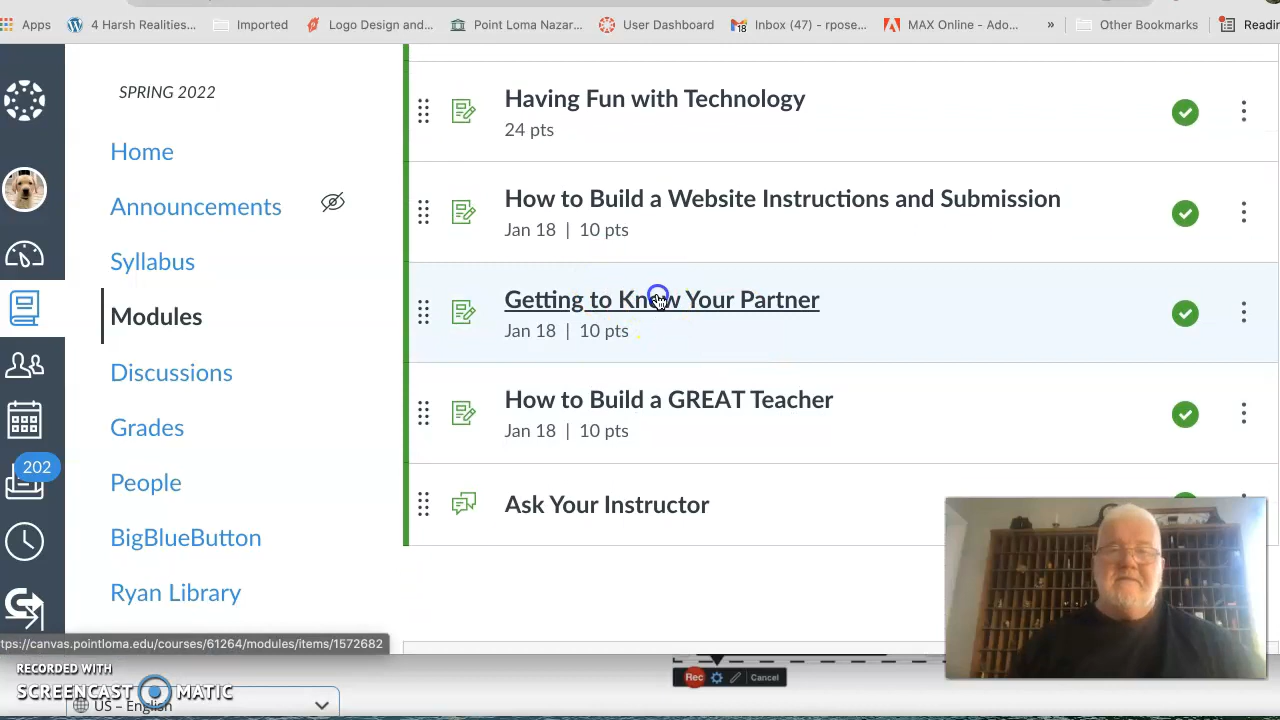 Apps
4 Harsh Realities...
Imported
Logo Design and...
Point Loma Nazar...
User Dashboard
18
Inbox (47) - rpose...
MAX Online - Ado...
»
Other Bookmarks
Readin
SPRING 2022
Home
Announcements
Syllabus
Modules
Discussions
Grades
People
BigBlueButton
Ryan Library
202
Having Fun with Technology
24 pts
How to Build a Website Instructions and Submission
Jan 18 | 10 pts
Getting to Know Your Partner
Jan 18 | 10 pts
How to Build a GREAT Teacher
Jan 18 | 10 pts
Ask Your Instructor
tps://canvas.pointloma.edu/courses/61264/modules/items/1572682
RECORDED WITH
SCREENCAST MATIC
US – English
Rec
Cancel